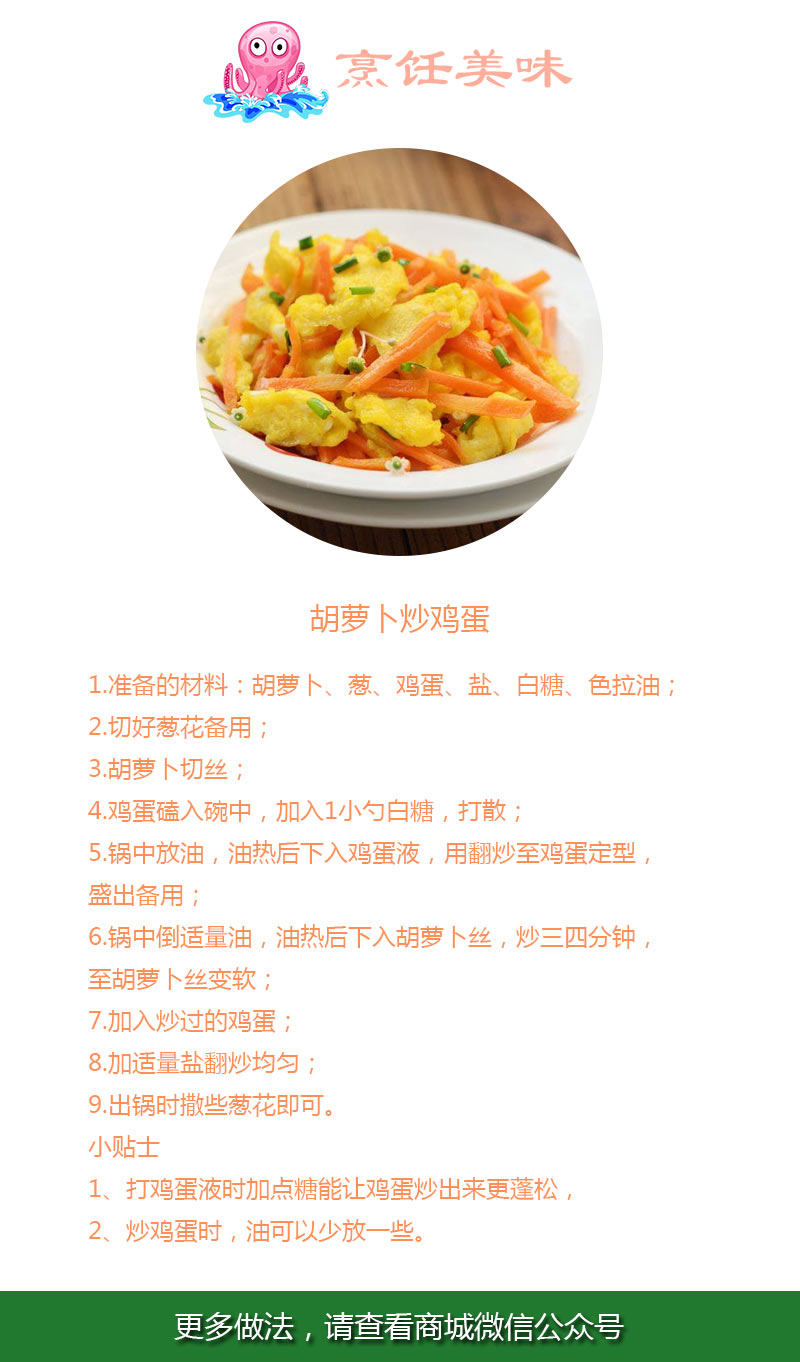 烹饪美味
胡萝卜炒鸡蛋
1.准备的材料：胡萝卜、葱、鸡蛋、盐、白糖、色拉油；
2.切好葱花备用；
3.胡萝卜切丝；
4.鸡蛋磕入碗中，加入1小勺白糖，打散；
5.锅中放油，油热后下入鸡蛋液，用翻炒至鸡蛋定型，
盛出备用；
6.锅中倒适量油，油热后下入胡萝卜丝，炒三四分钟，
至胡萝卜丝变软；
7.加入炒过的鸡蛋；
8.加适量盐翻炒均匀；
9.出锅时撒些葱花即可。
小贴士
1、打鸡蛋液时加点糖能让鸡蛋炒出来更蓬松，
2、炒鸡蛋时，油可以少放一些。
更多做法，请查看商城微信公众号